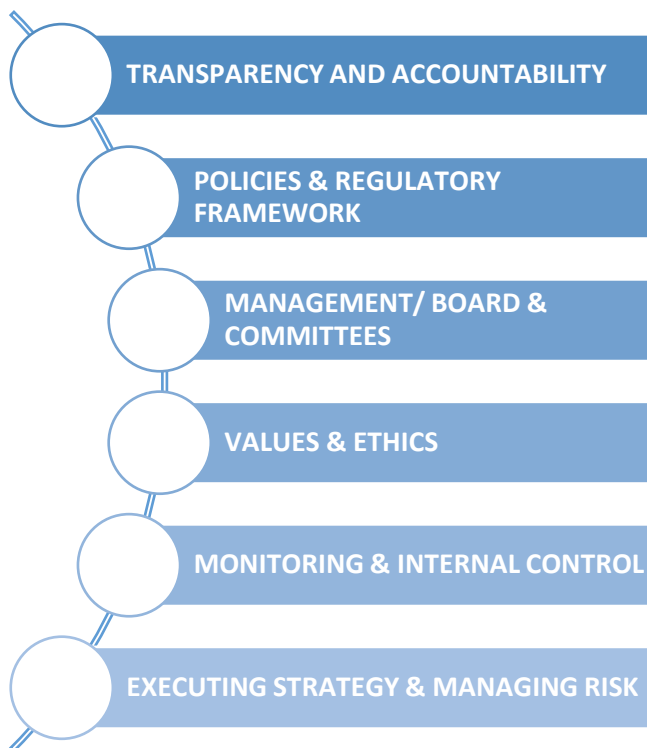 TRANSPARENCY AND ACCOUNTABILITY
POLICIES & REGULATORY
FRAMEWORK
MANAGEMENT/ BOARD &
COMMITTEES
VALUES & ETHICS
MONITORING & INTERNAL CONTROL
EXECUTING STRATEGY & MANAGING RISK